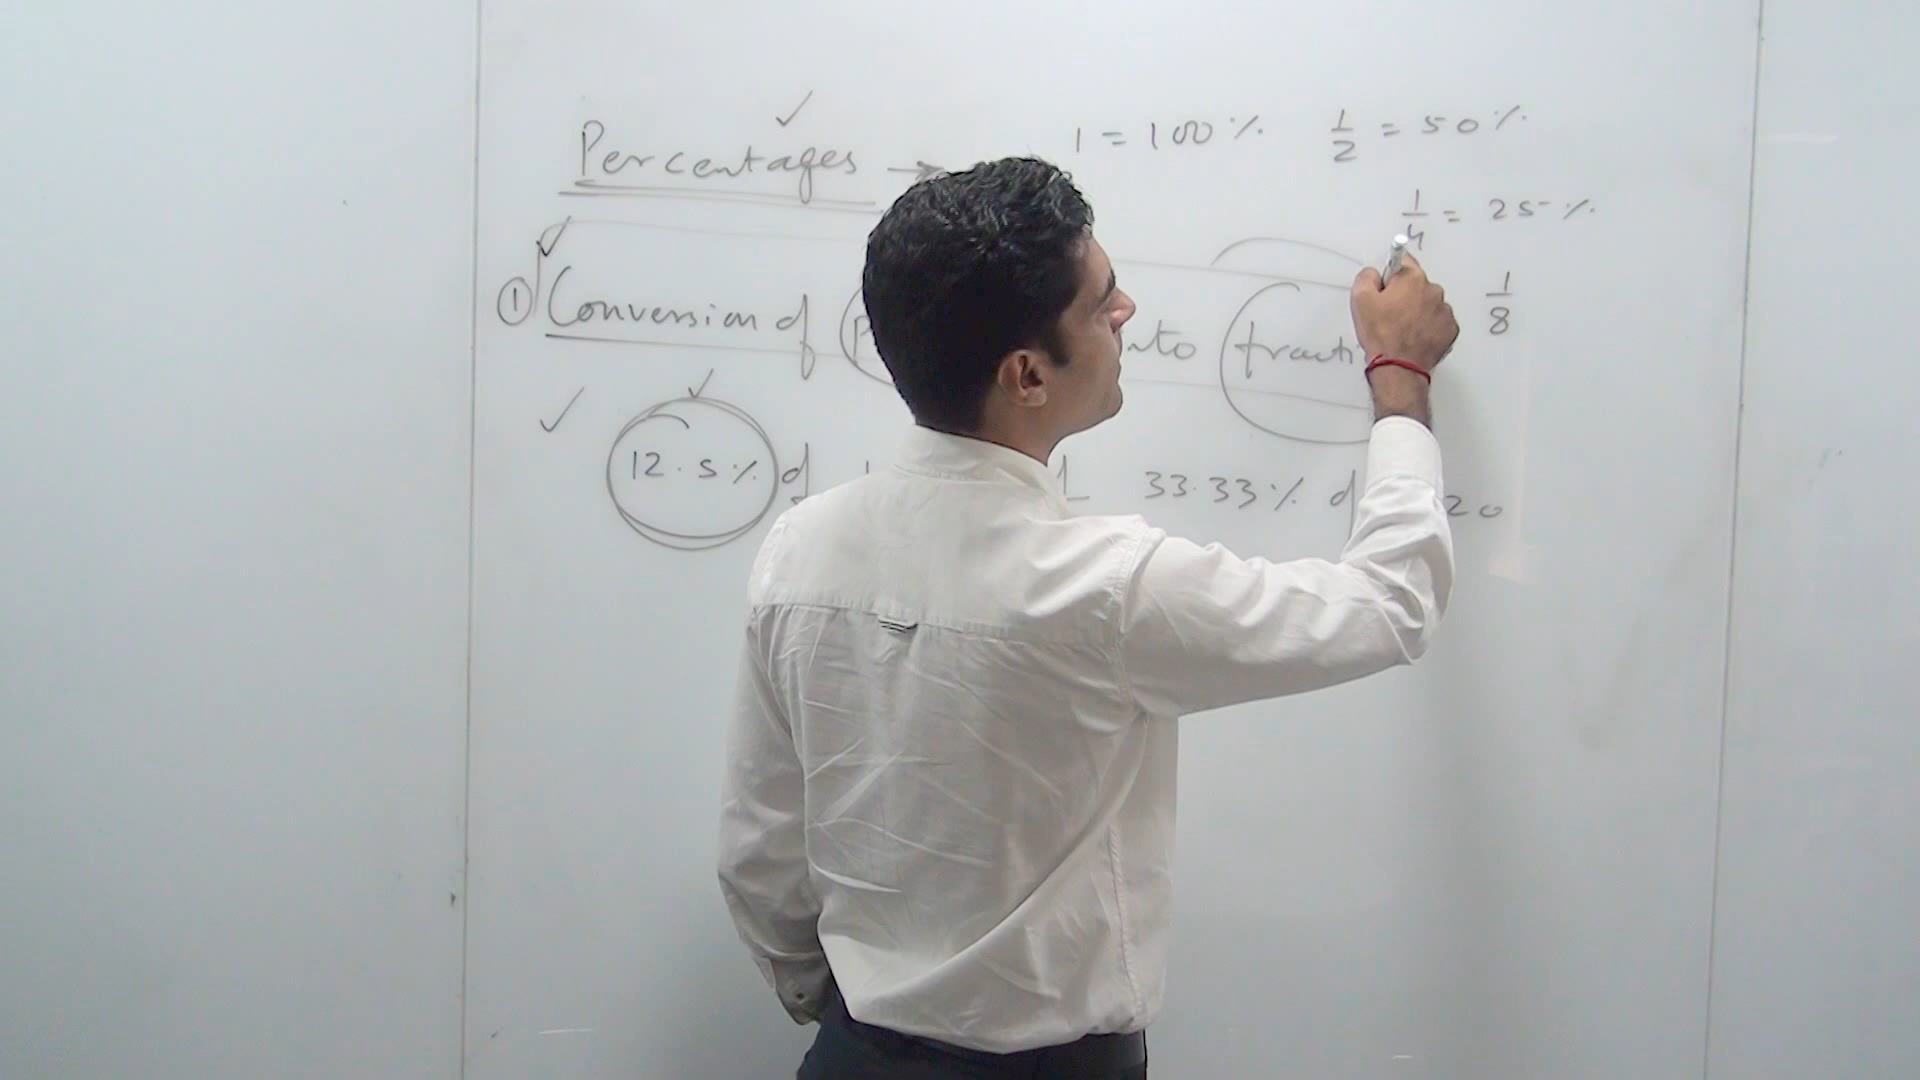 Percentages → 1 = 100% 1/2 = 50%
1/4 = 25%
1/8
① Conversion of into fracti
12.5% of 33.33% of 20